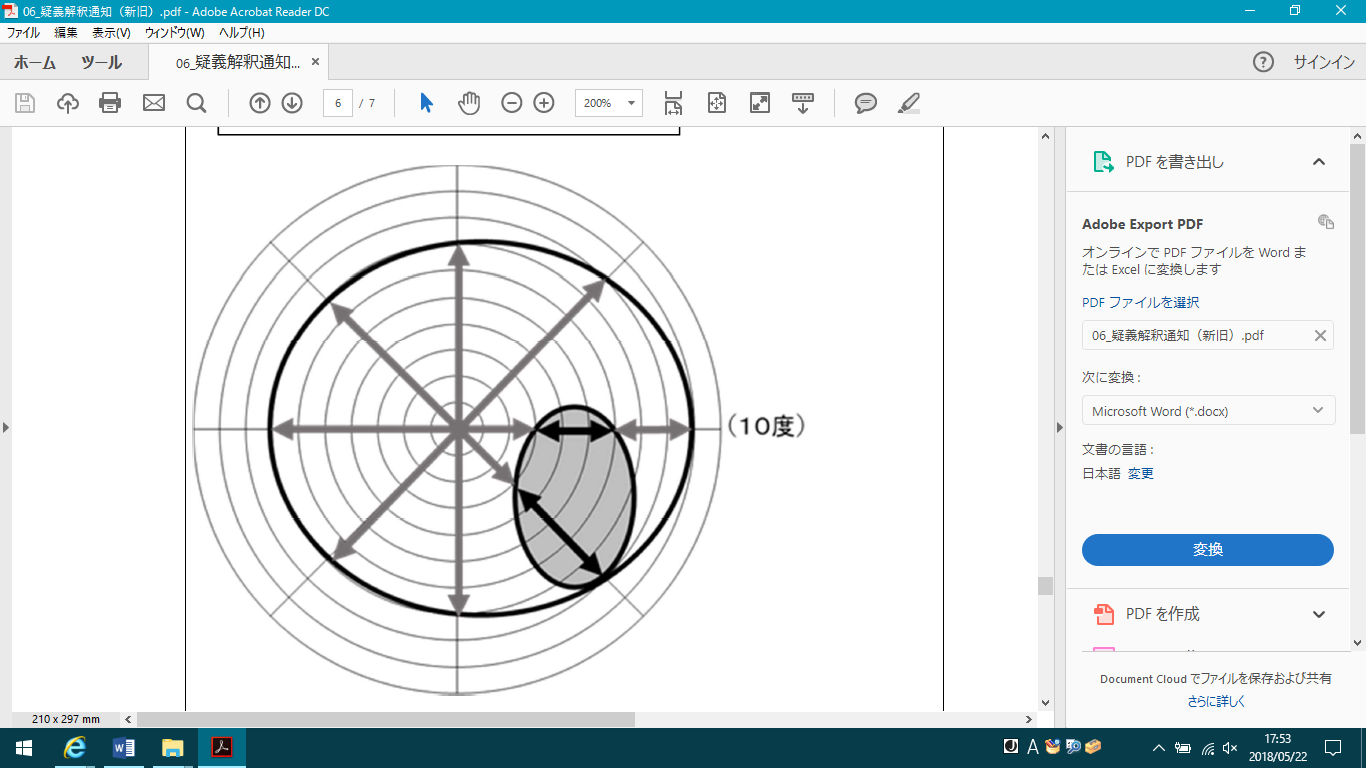 06_疑義解釈通知（新旧）.pdf - Adobe Acrobat Reader DC
ファイル 編集 表示(V) ウィンドウ(W) ヘルプ(H)
ホーム ツール 06_疑義解釈通知... × ? サインイン
6 / 7 200%
（10度）
PDF を書き出し
Adobe Export PDF
オンラインで PDF ファイルを Word ま
たは Excel に変換します
PDF ファイルを選択
06_疑義解釈通知（新旧）.pdf
次に変換 :
Microsoft Word (*.docx)
文書の言語 :
日本語 変更
変換
PDF を作成
Document Cloud でファイルを保存および共有
さらに詳しく
210 x 297 mm
A
17:53
2018/05/22